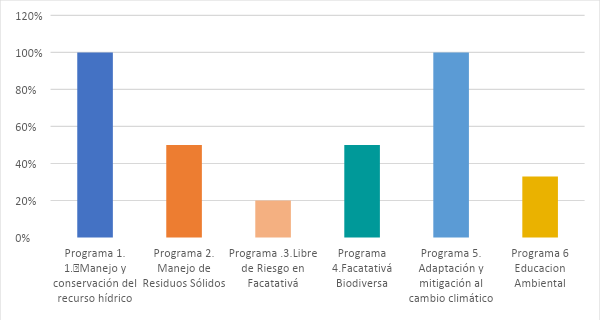 120%
100%
80%
60%
40%
20%
0%
Programa 1.
1.⍰Manejo y
conservación del
recurso hídrico
Programa 2.
Manejo de
Residuos Sólidos
Programa .3.Libre
de Riesgo en
Facatativá
Programa
4.Facatativá
Biodiversa
Programa 5.
Adaptación y
mitigación al
cambio climático
Programa 6
Educacion
Ambiental